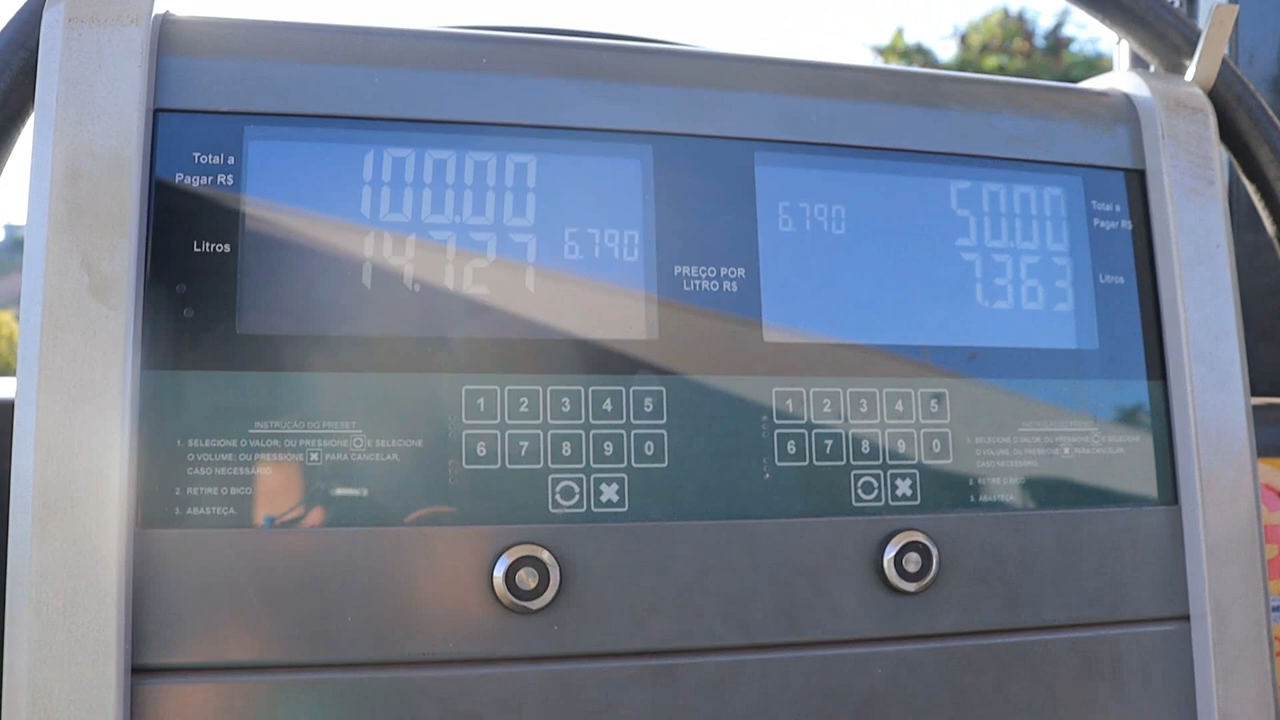 Total a
Pagar R$
100.00
Litros
14.727
6.790
PREÇO POR
LITRO R$
6.790
50.00
Total a
Pagar R$
7.363
Litros
1 2 3 4 5
6 7 8 9 0
1 2 3 4 5
6 7 8 9 0
INSTRUÇÃO DO PRESET
1. SELECIONE O VALOR; OU PRESSIONE E SELECIONE
O VOLUME; OU PRESSIONE PARA CANCELAR,
CASO NECESSÁRIO.
2. RETIRE O BICO.
3. ABASTEÇA.
1. SELECIONE O VALOR; OU PRESSIONE E SELECIONE
O VOLUME; OU PRESSIONE PARA CANCELAR,
CASO NECESSÁRIO.
2. RETIRE O BICO.
3. ABASTEÇA.